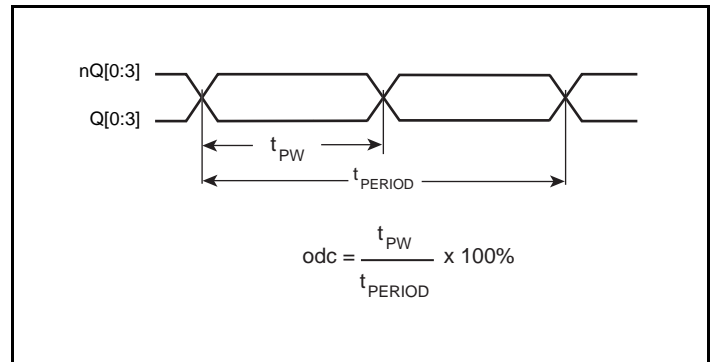 nQ[0:3]
Q[0:3]
tPW
tPERIOD
odc = tPW / tPERIOD x 100%